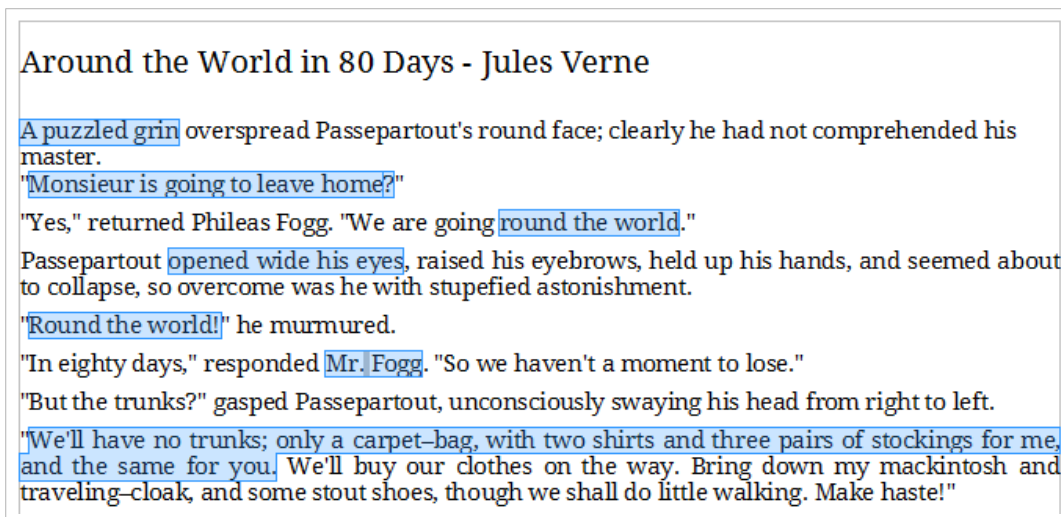 Around the World in 80 Days - Jules Verne
A puzzled grin overspread Passepartout's round face; clearly he had not comprehended his
master.
"Monsieur is going to leave home?"
"Yes," returned Phileas Fogg. "We are going round the world."
Passepartout opened wide his eyes, raised his eyebrows, held up his hands, and seemed about
to collapse, so overcome was he with stupefied astonishment.
"Round the world!" he murmured.
"In eighty days," responded Mr. Fogg. "So we haven't a moment to lose."
"But the trunks?" gasped Passepartout, unconsciously swaying his head from right to left.
"We'll have no trunks; only a carpet–bag, with two shirts and three pairs of stockings for me,
and the same for you. We'll buy our clothes on the way. Bring down my mackintosh and
traveling–cloak, and some stout shoes, though we shall do little walking. Make haste!"